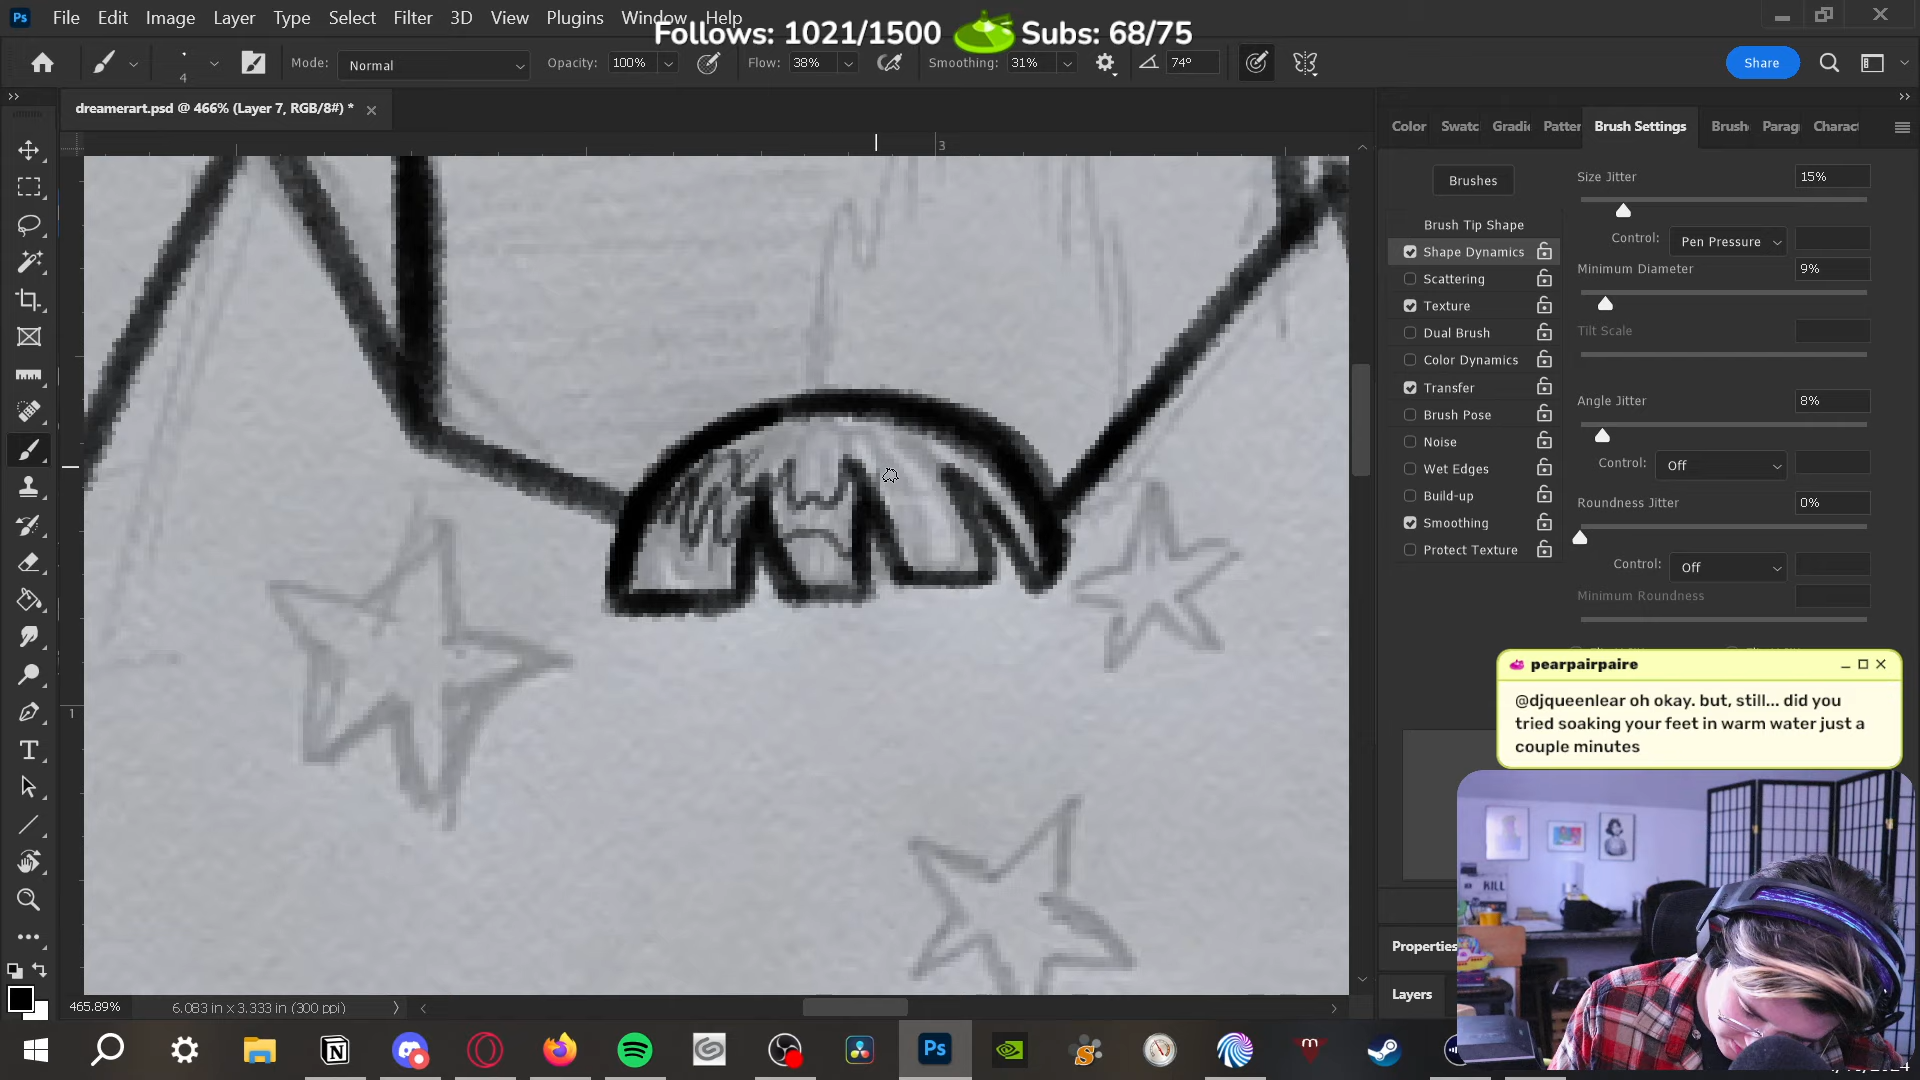 File Edit Image Layer Type Select Filter 3D View Plugins Window Help
Follows: 1021/1500 Subs: 68/75
4 Mode: Normal Opacity: 100% Flow: 38% Smoothing: 31% 74° Share
dreamerart.psd @ 466% (Layer 7, RGB/8#) *
Color Swatc Gradie Patter Brush Settings Brush Parag Charac
3
Brushes
Size Jitter 15%
Brush Tip Shape
Control: Pen Pressure
Shape Dynamics
Minimum Diameter 9%
Scattering
Texture
Tilt Scale
Dual Brush
Color Dynamics
Transfer
Angle Jitter 8%
Brush Pose
Noise
Control: Off
Wet Edges
Build-up
Roundness Jitter 0%
Smoothing
Protect Texture
Control: Off
Minimum Roundness
pearpairpaire
@djqueenlear oh okay. but, still... did you
tried soaking your feet in warm water just a
couple minutes
1
KILL
Properties
Layers
465.89% 6.083 in x 3.333 in (300 ppi)
Ps